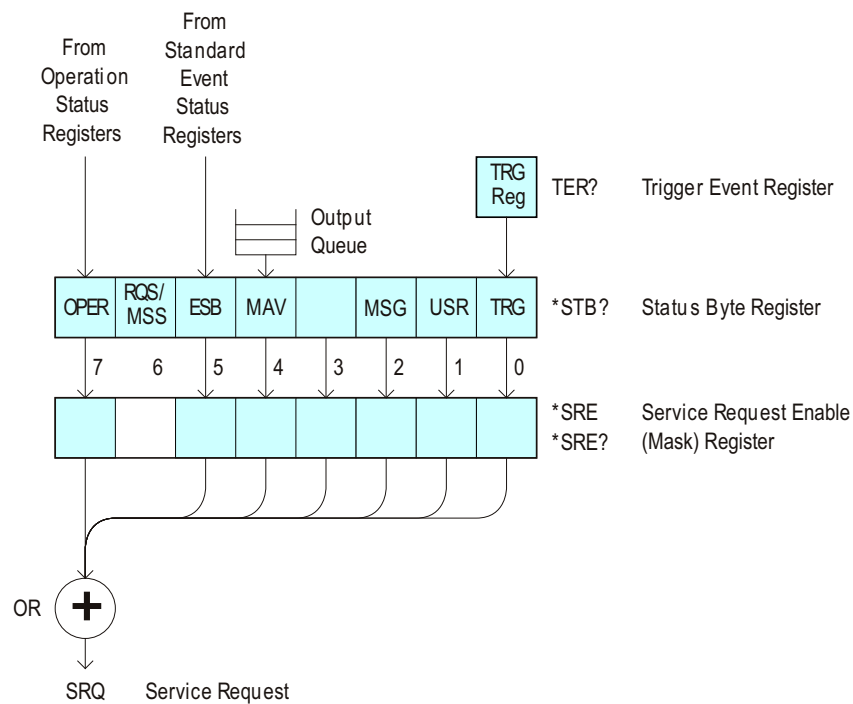 From
Operation
Status
Registers
From
Standard
Event
Status
Registers
Output
Queue
TRG
Reg
TER? Trigger Event Register
OPER RQS/
MSS ESB MAV MSG USR TRG *STB? Status Byte Register
7 6 5 4 3 2 1 0
*SRE Service Request Enable
*SRE? (Mask) Register
OR +
SRQ Service Request